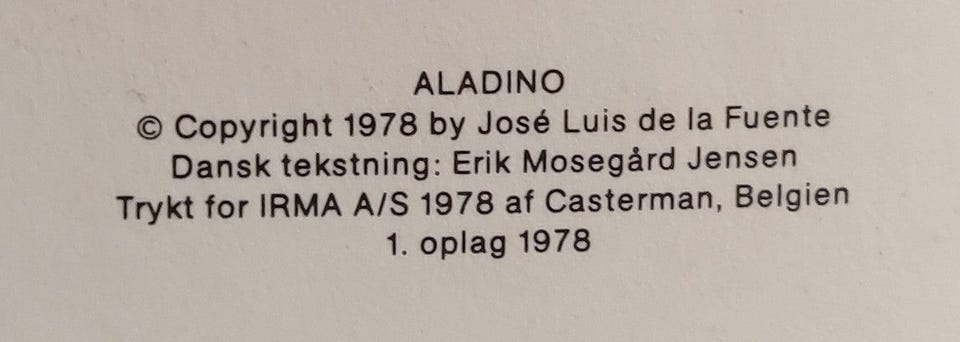 ALADINO
© Copyright 1978 by José Luis de la Fuente
Dansk tekstning: Erik Mosegård Jensen
Trykt for IRMA A/S 1978 af Casterman, Belgien
1. oplag 1978